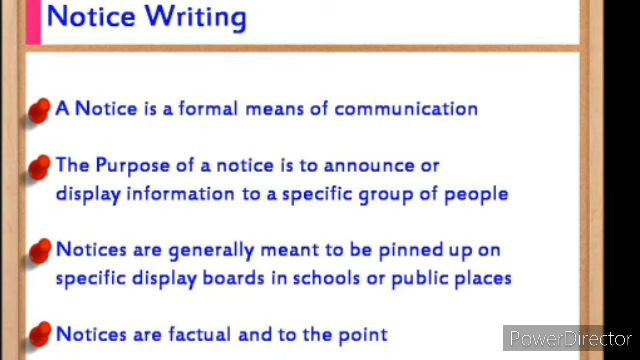 Notice Writing
A Notice is a formal means of communication
The Purpose of a notice is to announce or
display information to a specific group of people
Notices are generally meant to be pinned up on
specific display boards in schools or public places
Notices are factual and to the point
PowerDirector